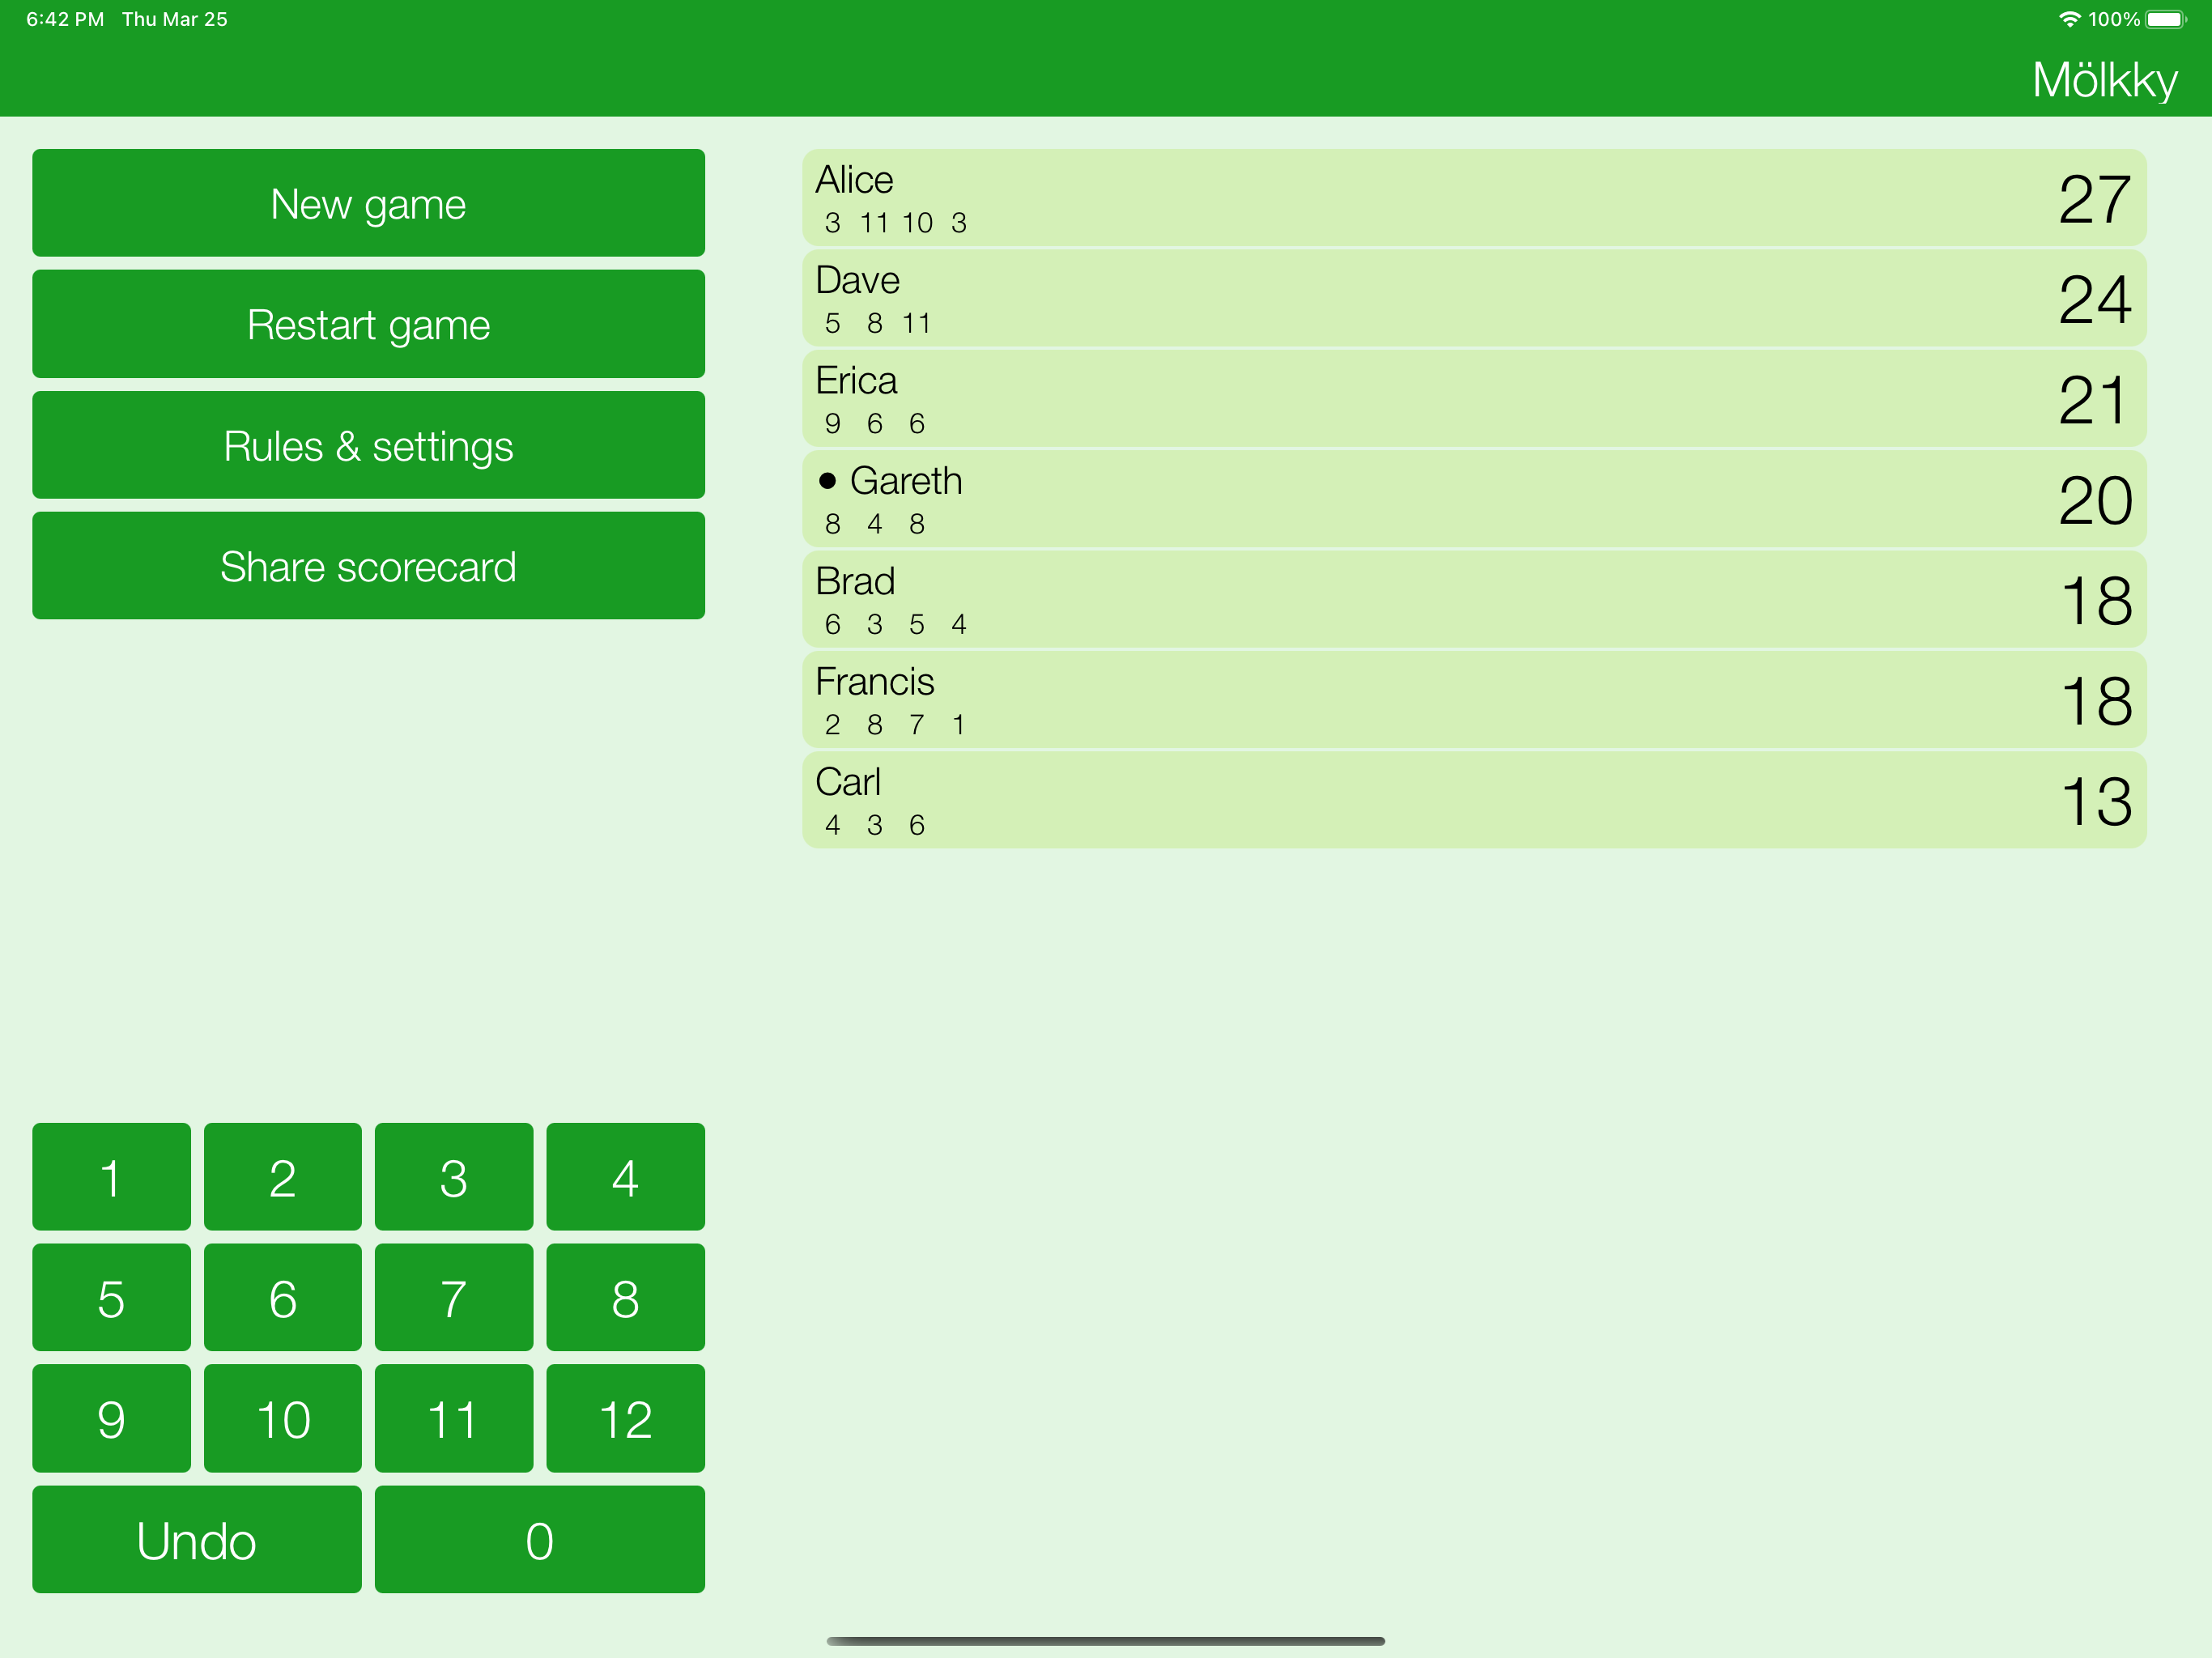 6:42 PM Thu Mar 25
100%
Mölkky
New game
Restart game
Rules & settings
Share scorecard
Alice
27
3 11 10 3
Dave
24
5 8 11
Erica
21
9 6 6
Gareth
20
8 4 8
Brad
18
6 3 5 4
Francis
18
2 8 7 1
Carl
13
4 3 6
1 2 3 4
5 6 7 8
9 10 11 12
Undo 0